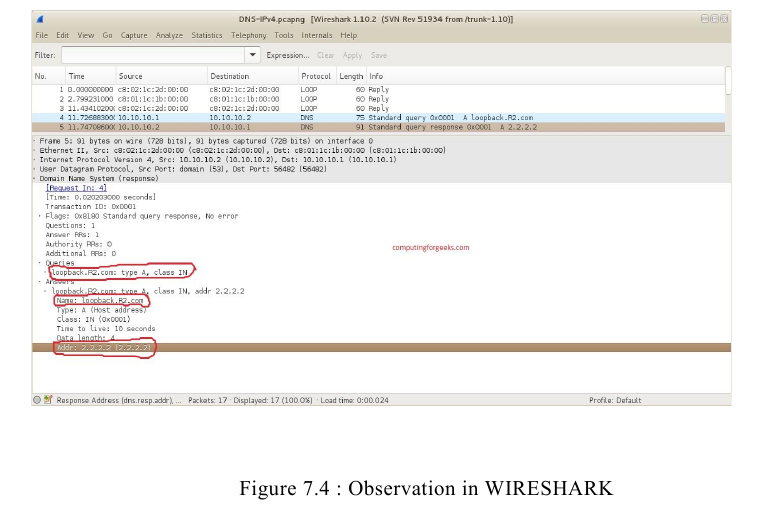 DNS-IPv4.pcapng [Wireshark 1.10.2 (SVN Rev 51934 from /trunk-1.10)]
File Edit View Go Capture Analyze Statistics Telephony Tools Internals Help
Filter: Expression... Clear Apply Save
No. Time Source Destination Protocol Length Info
1 0.000000000 c8:02:1c:2d:00:00 c8:02:1c:2d:00:00 LOOP 60 Reply
2 2.799231000 c8:01:1c:1b:00:00 c8:01:1c:1b:00:00 LOOP 60 Reply
3 11.43410200 c8:02:1c:2d:00:00 c8:02:1c:2d:00:00 LOOP 60 Reply
4 11.72688300 10.10.10.1 10.10.10.2 DNS 75 Standard query 0x0001 A loopback.R2.com
5 11.74708600 10.10.10.2 10.10.10.1 DNS 91 Standard query response 0x0001 A 2.2.2.2
Frame 5: 91 bytes on wire (728 bits), 91 bytes captured (728 bits) on interface 0
Ethernet II, Src: c8:02:1c:2d:00:00 (c8:02:1c:2d:00:00), Dst: c8:01:1c:1b:00:00 (c8:01:1c:1b:00:00)
Internet Protocol Version 4, Src: 10.10.10.2 (10.10.10.2), Dst: 10.10.10.1 (10.10.10.1)
User Datagram Protocol, Src Port: domain (53), Dst Port: 56482 (56482)
Domain Name System (response)
[Request In: 4]
[Time: 0.020203000 seconds]
Transaction ID: 0x0001
Flags: 0x8180 Standard query response, No error
Questions: 1
Answer RRs: 1
Authority RRs: 0
Additional RRs: 0
computingforgeeks.com
Queries
loopback.R2.com: type A, class IN
Answers
loopback.R2.com: type A, class IN, addr 2.2.2.2
Name: loopback.R2.com
Type: A (Host address)
Class: IN (0x0001)
Time to live: 10 seconds
Data length: 4
Addr: 2.2.2.2 (2.2.2.2)
Response Address (dns.resp.addr), ... Packets: 17 · Displayed: 17 (100.0%) · Load time: 0:00.024 Profile: Default
Figure 7.4 : Observation in WIRESHARK